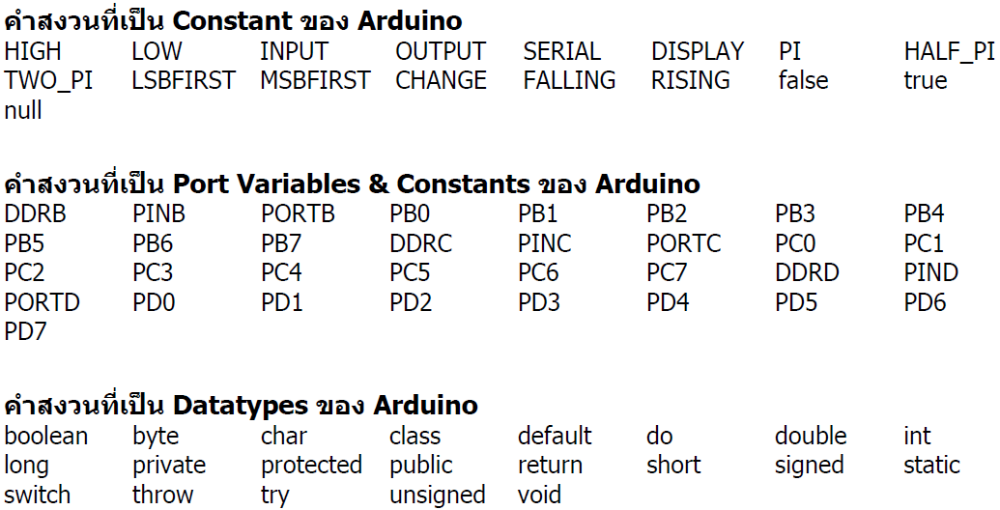 คำสงวนที่เป็น Constant ของ Arduino
HIGH LOW INPUT OUTPUT SERIAL DISPLAY PI HALF_PI
TWO_PI LSBFIRST MSBFIRST CHANGE FALLING RISING false true
null
คำสงวนที่เป็น Port Variables & Constants ของ Arduino
DDRB PINB PORTB PB0 PB1 PB2 PB3 PB4
PB5 PB6 PB7 DDRC PINC PORTC PC0 PC1
PC2 PC3 PC4 PC5 PC6 PC7 DDRD PIND
PORTD PD0 PD1 PD2 PD3 PD4 PD5 PD6
PD7
คำสงวนที่เป็น Datatypes ของ Arduino
boolean byte char class default do double int
long private protected public return short signed static
switch throw try unsigned void